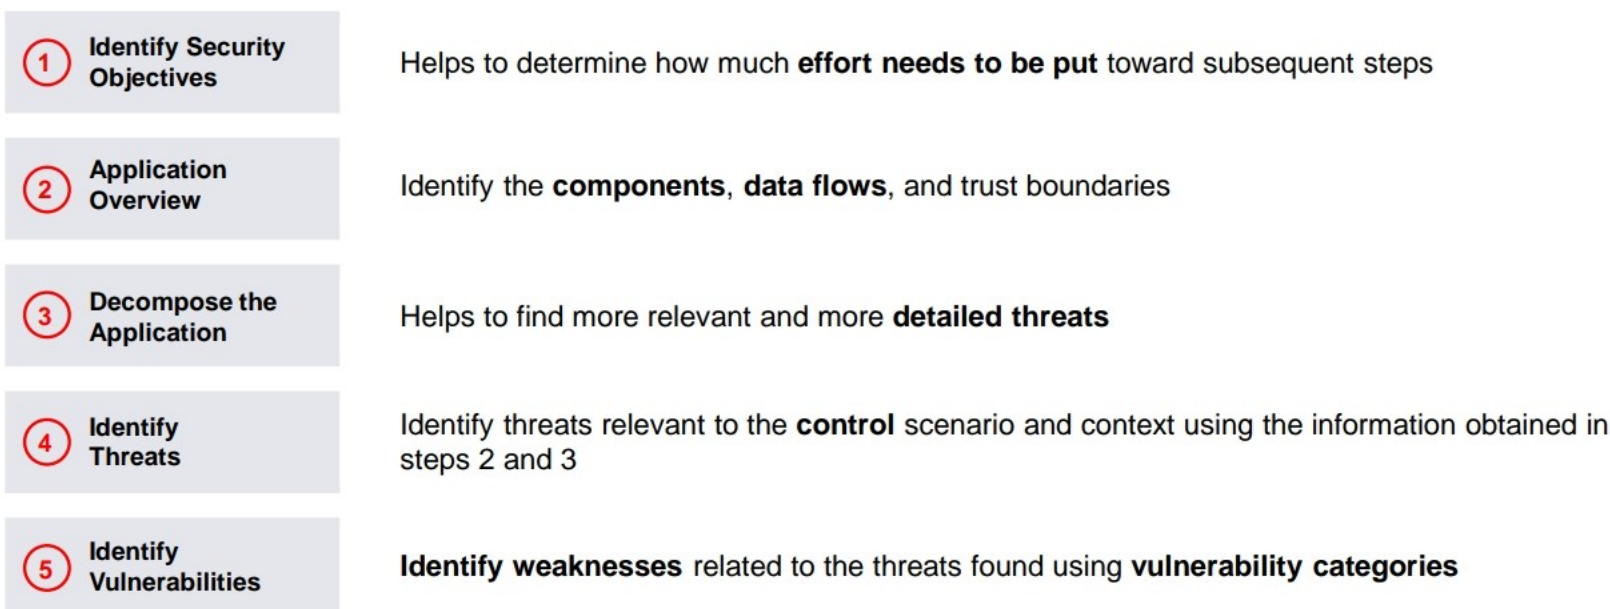 1
Identify Security
Objectives
Helps to determine how much effort needs to be put toward subsequent steps
2
Application
Overview
Identify the components, data flows, and trust boundaries
3
Decompose the
Application
Helps to find more relevant and more detailed threats
4
Identify
Threats
Identify threats relevant to the control scenario and context using the information obtained in
steps 2 and 3
5
Identify
Vulnerabilities
Identify weaknesses related to the threats found using vulnerability categories